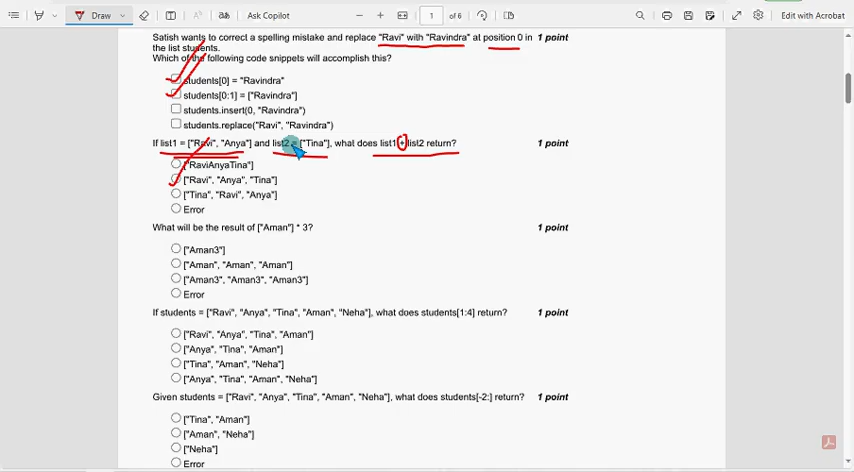 Draw
Ask Copilot
1
of 6
Edit with Acrobat
Satish wants to correct a spelling mistake and replace "Ravi" with "Ravindra" at position 0 in 1 point
the list students.
Which of the following code snippets will accomplish this?
students[0] = "Ravindra"
students[0:1] = ["Ravindra"]
students.insert(0, "Ravindra")
students.replace("Ravi", "Ravindra")
If list1 = ["Ravi", "Anya"] and list2 = ["Tina"], what does list1 + list2 return? 1 point
["RaviAnyaTina"]
["Ravi", "Anya", "Tina"]
["Tina", "Ravi", "Anya"]
Error
What will be the result of ["Aman"] * 3? 1 point
["Aman3"]
["Aman", "Aman", "Aman"]
["Aman3", "Aman3", "Aman3"]
Error
If students = ["Ravi", "Anya", "Tina", "Aman", "Neha"], what does students[1:4] return? 1 point
["Ravi", "Anya", "Tina", "Aman"]
["Anya", "Tina", "Aman"]
["Tina", "Aman", "Neha"]
["Anya", "Tina", "Aman", "Neha"]
Given students = ["Ravi", "Anya", "Tina", "Aman", "Neha"], what does students[-2:] return? 1 point
["Tina", "Aman"]
["Aman", "Neha"]
["Neha"]
Error